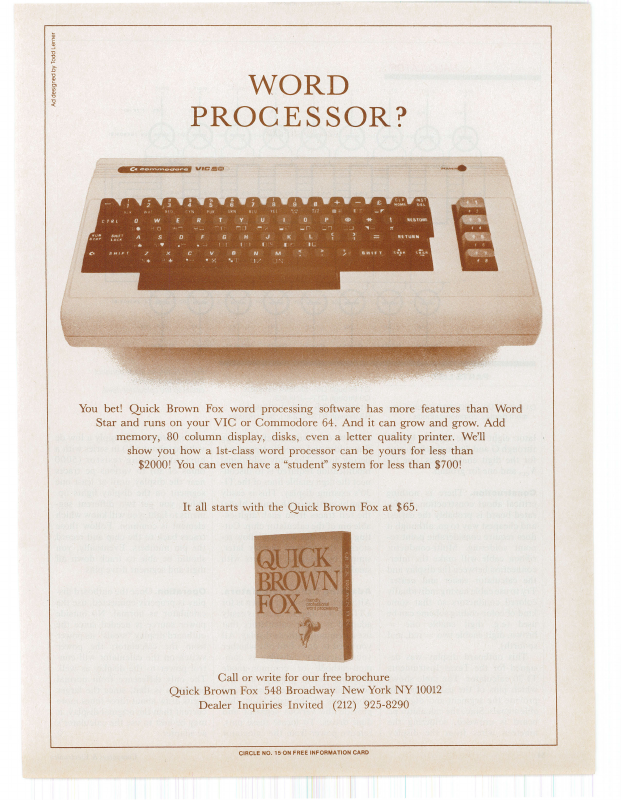 Ad designed by Todd Lerner
WORD
PROCESSOR?
commodore VIC 20
CTRL Q W E R T Y U I O P RESTORE
A S D F G H J K L RETURN
SHIFT Z X C V B N M SHIFT
You bet! Quick Brown Fox word processing software has more features than Word
Star and runs on your VIC or Commodore 64. And it can grow and grow. Add
memory, 80 column display, disks, even a letter quality printer. We'll
show you how a 1st-class word processor can be yours for less than
$2000! You can even have a “student” system for less than $700!
It all starts with the Quick Brown Fox at $65.
QUICK
BROWN
FOX
Call or write for our free brochure
Quick Brown Fox 548 Broadway New York NY 10012
Dealer Inquiries Invited (212) 925-8290
CIRCLE NO. 15 ON FREE INFORMATION CARD